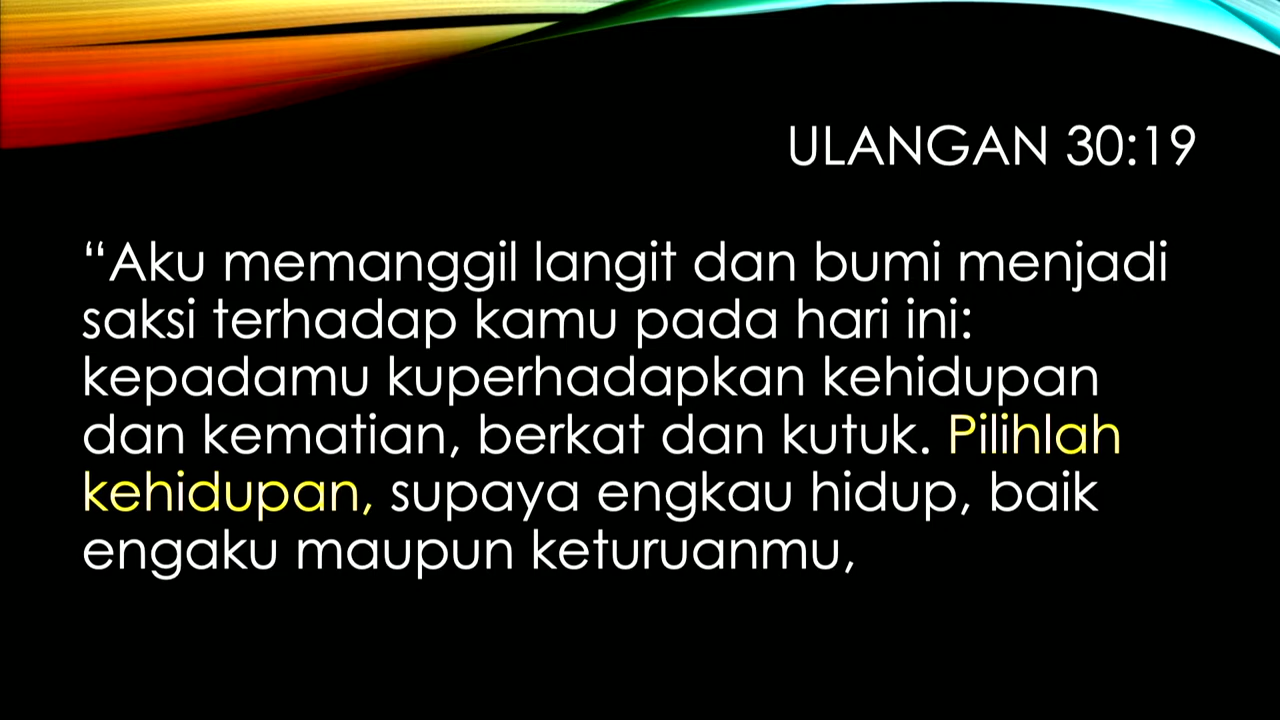 ULANGAN 30:19
“Aku memanggil langit dan bumi menjadi
saksi terhadap kamu pada hari ini:
kepadamu kuperhadapkan kehidupan
dan kematian, berkat dan kutuk. Pilihlah
kehidupan, supaya engkau hidup, baik
engaku maupun keturuanmu,